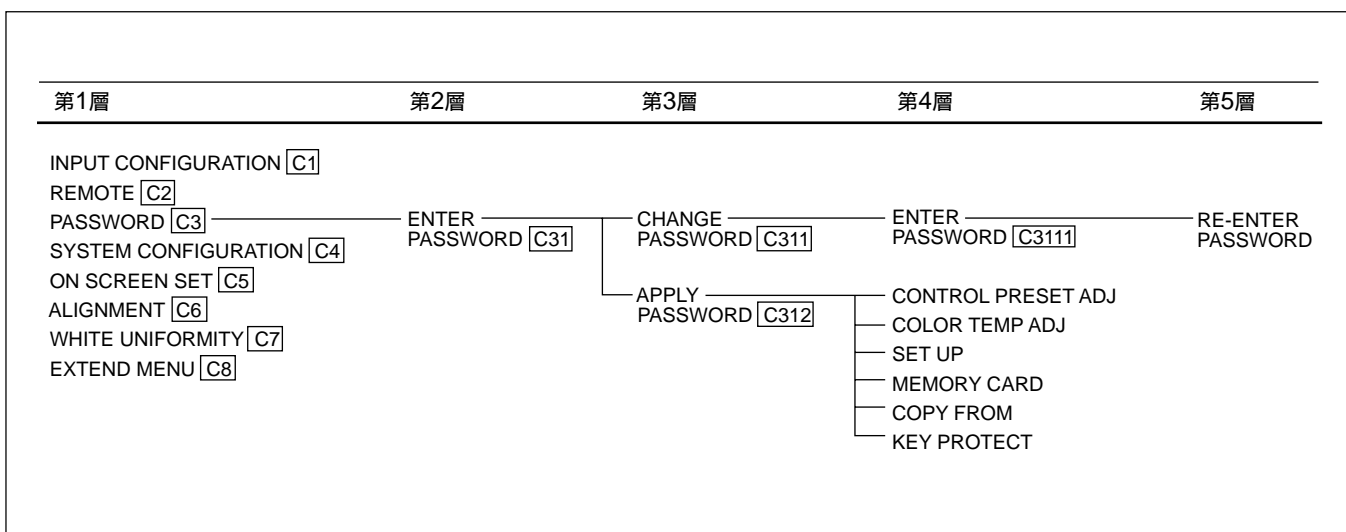 第1層 第2層 第3層 第4層 第5層
INPUT CONFIGURATION C1
REMOTE C2
PASSWORD C3
SYSTEM CONFIGURATION C4
ON SCREEN SET C5
ALIGNMENT C6
WHITE UNIFORMITY C7
EXTEND MENU C8
ENTER
PASSWORD C31
CHANGE
PASSWORD C311
APPLY
PASSWORD C312
ENTER
PASSWORD C3111
CONTROL PRESET ADJ
COLOR TEMP ADJ
SET UP
MEMORY CARD
COPY FROM
KEY PROTECT
RE-ENTER
PASSWORD